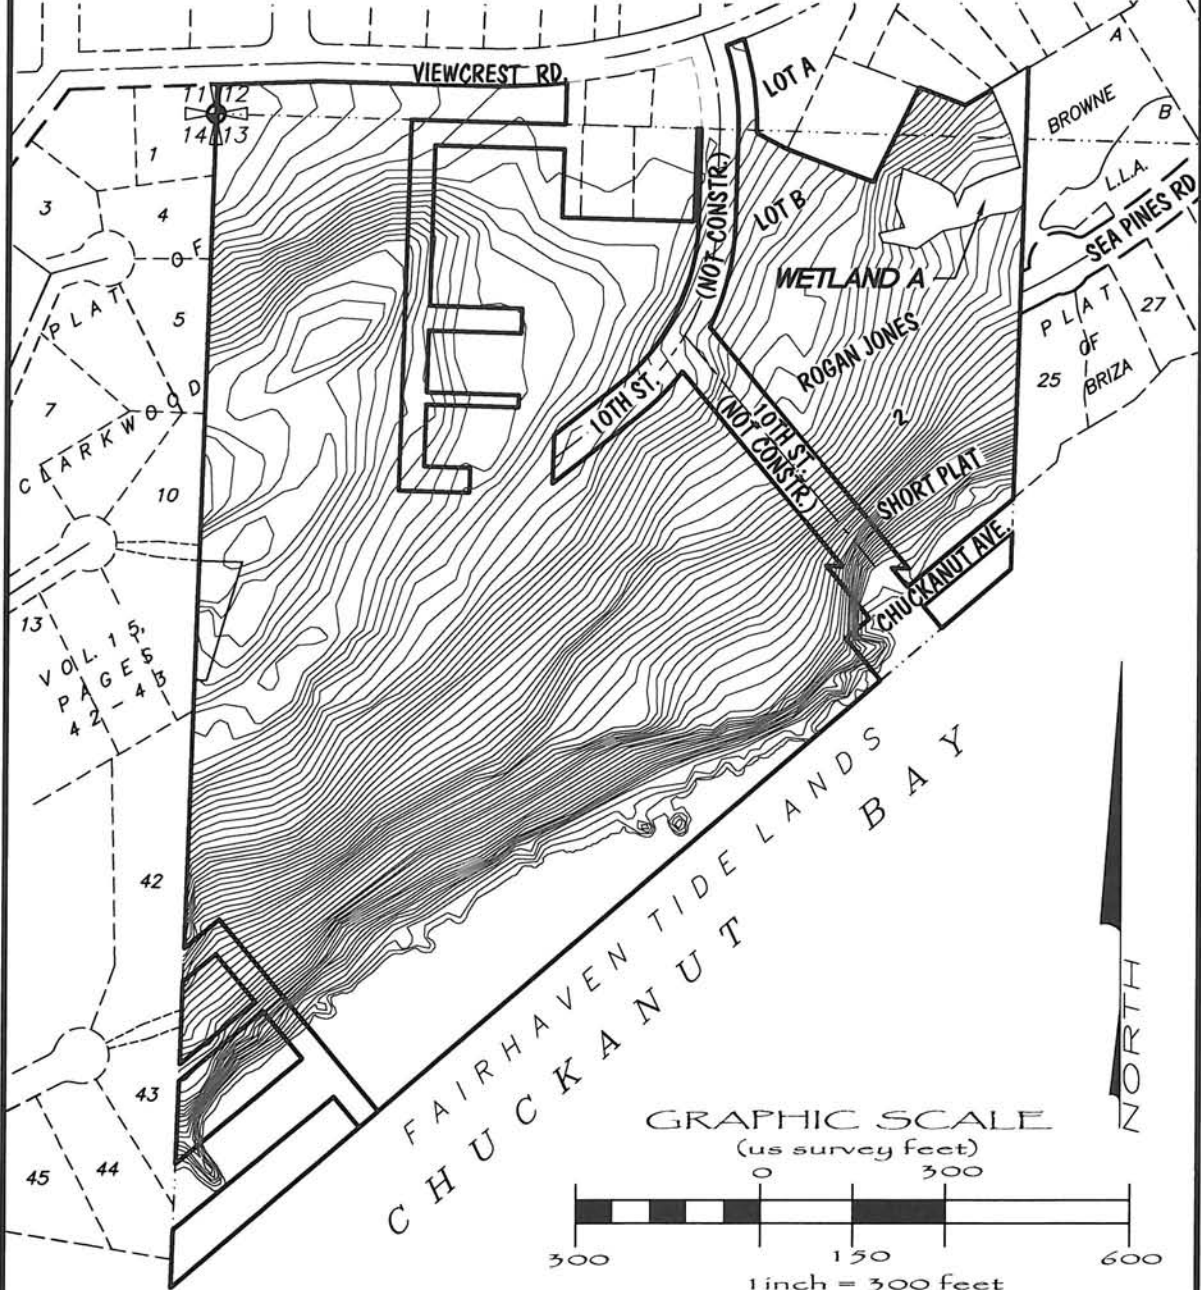 VIEWCREST RD.
LOT A
A
BROWNE
B
11 12
14 13
1
3
4
L.L.A.
SEA PINES RD
(NOT CONSTR.)
LOT B
F
O
WETLAND A
PLAT
5
PLAT
OF
BRIZA
27
25
ROGAN JONES
7
CLARKWOOD
10TH ST.
10TH ST.
(NOT CONSTR.)
2
10
SHORT PLAT
CHUCKANUT AVE.
13
VOL. 15,
PAGES
42-43
42
FAIRHAVEN TIDE LANDS
CHUCKANUT BAY
NORTH
43
45
44
GRAPHIC SCALE
(us survey feet)
0 300
300 150 600
1 inch = 300 feet